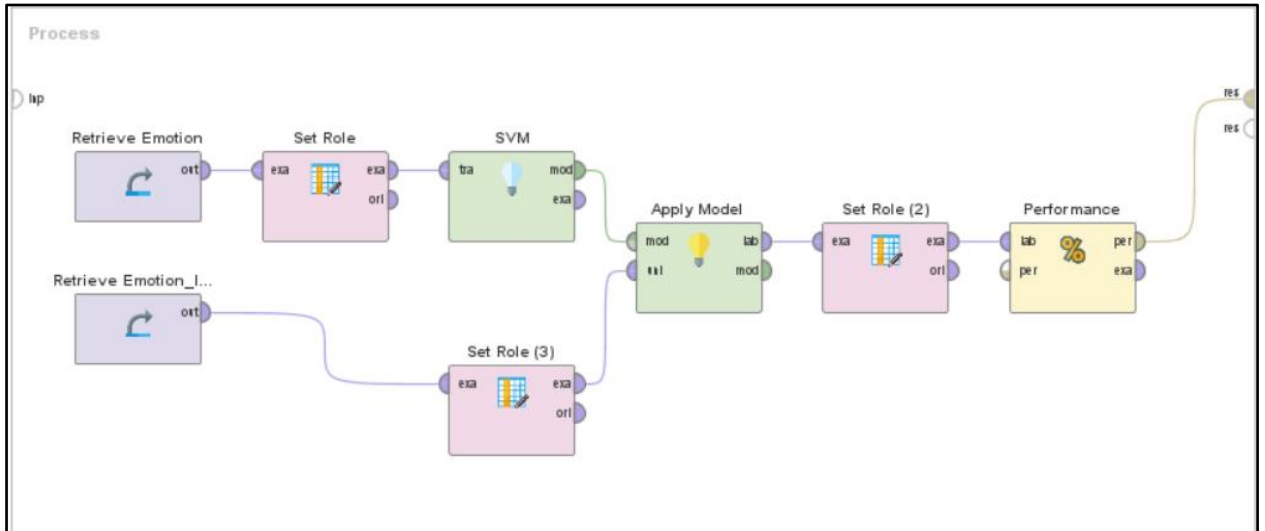 Process
inp
res
res
Retrieve Emotion
out
Set Role
exa
exa
ori
SVM
tra
mod
exa
Apply Model
mod
unl
lab
mod
Set Role (2)
exa
exa
ori
Performance
lab
per
per
exa
Retrieve Emotion_I...
out
Set Role (3)
exa
exa
ori